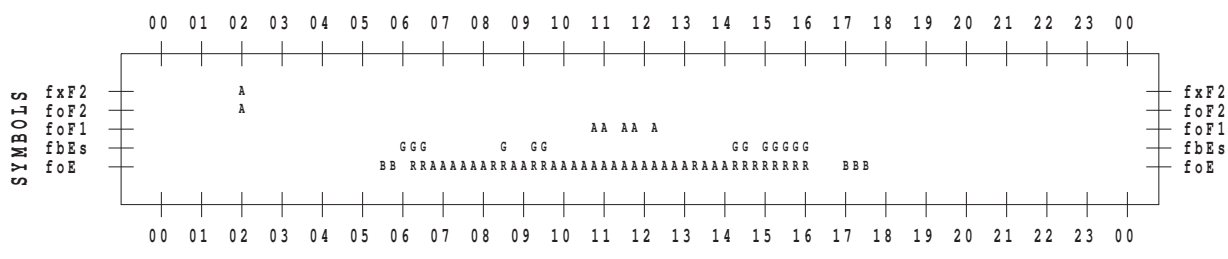 00 01 02 03 04 05 06 07 08 09 10 11 12 13 14 15 16 17 18 19 20 21 22 23 00
SYMBOLS
fxF2 A fxF2
foF2 A foF2
foF1 AA AA A foF1
fbEs GGG G GG GG GGGGG fbEs
foE BB RRAAAAAARRAARRAAAAAAAAAAAAAARAAARRRRRRRR BBB foE
00 01 02 03 04 05 06 07 08 09 10 11 12 13 14 15 16 17 18 19 20 21 22 23 00